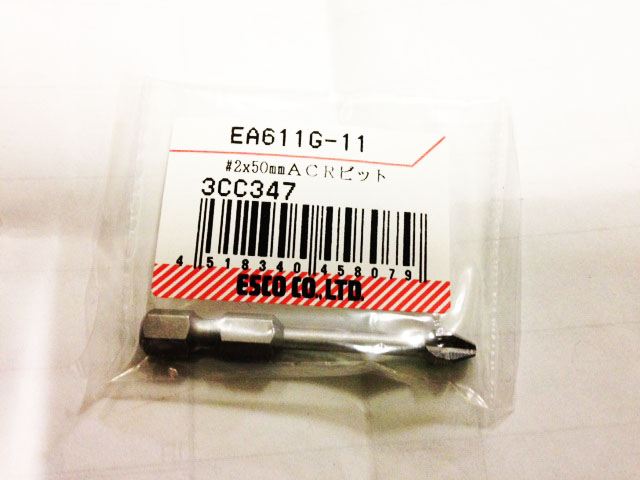 EA611G-11
#2x50mmＡＣＲビット
3CC347
4 518340 458079
ESCO CO.,LTD.